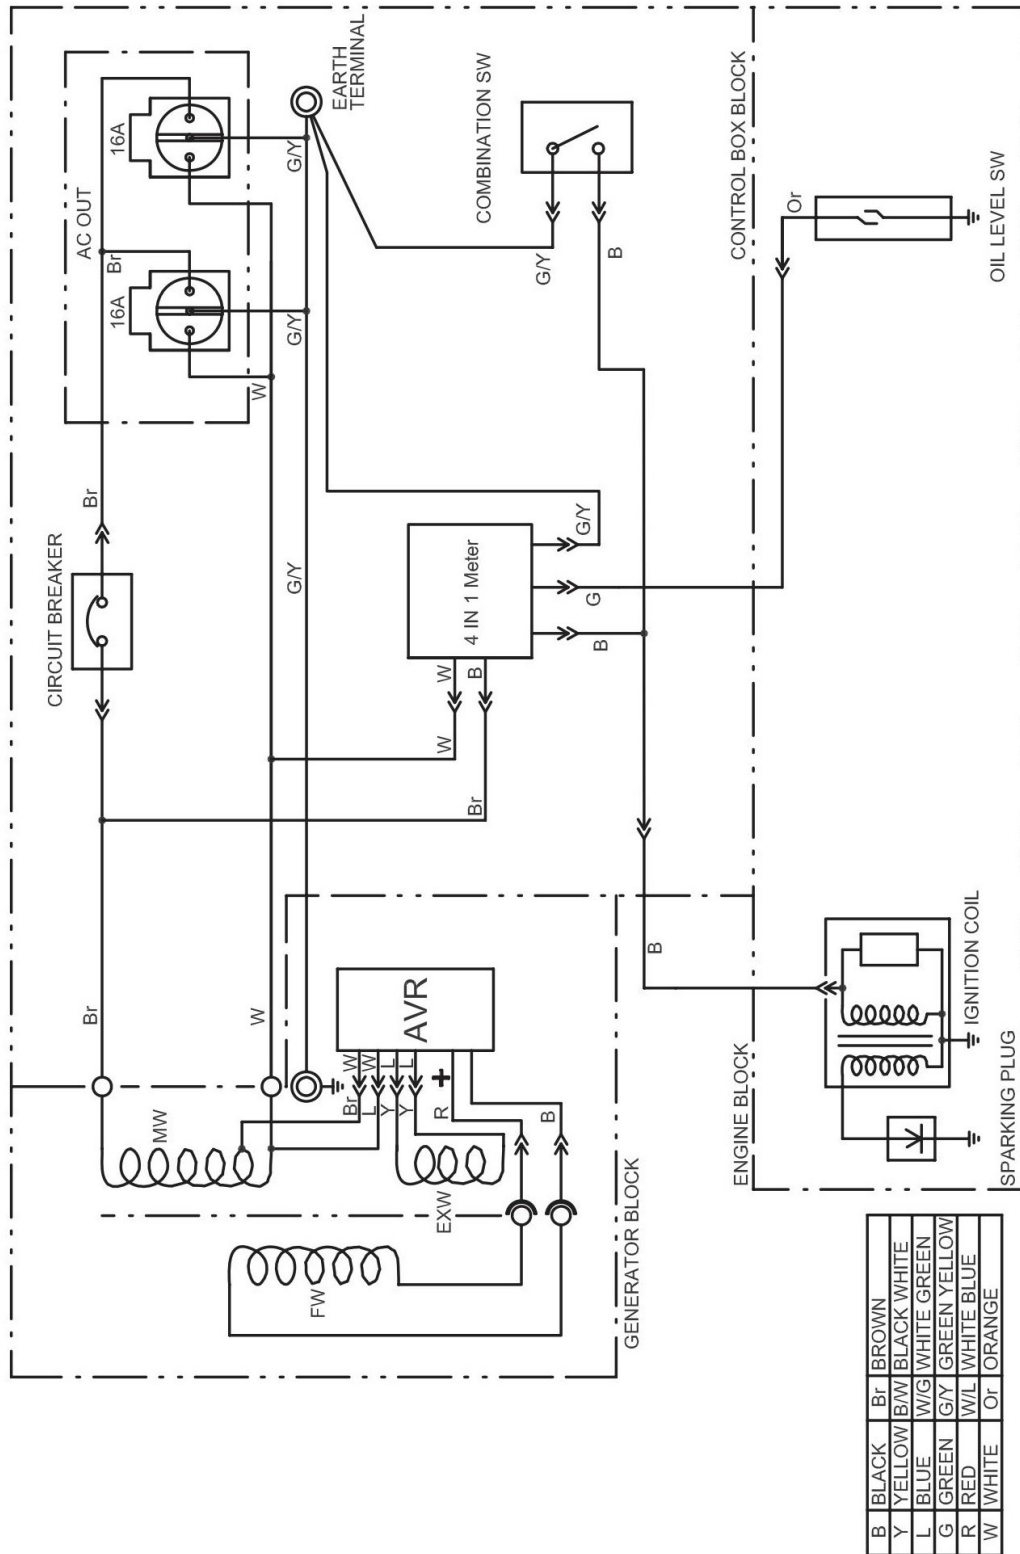 AC OUT
16A
16A
Br
W
G/Y
G/Y
EARTH
TERMINAL
COMBINATION SW
G/Y
B
CONTROL BOX BLOCK
Or
OIL LEVEL SW
CIRCUIT BREAKER
Br
G/Y
4 IN 1 Meter
G/Y
G
B
W
B
W
Br
Br
W
B
MW
AVR
W
W
L
L
Br
L
Y
Y
+
R
B
EXW
FW
GENERATOR BLOCK
ENGINE BLOCK
IGNITION COIL
SPARKING PLUG
B BLACK Br BROWN
Y YELLOW B/W BLACK WHITE
L BLUE W/G WHITE GREEN
G GREEN G/Y GREEN YELLOW
R RED W/L WHITE BLUE
W WHITE Or ORANGE